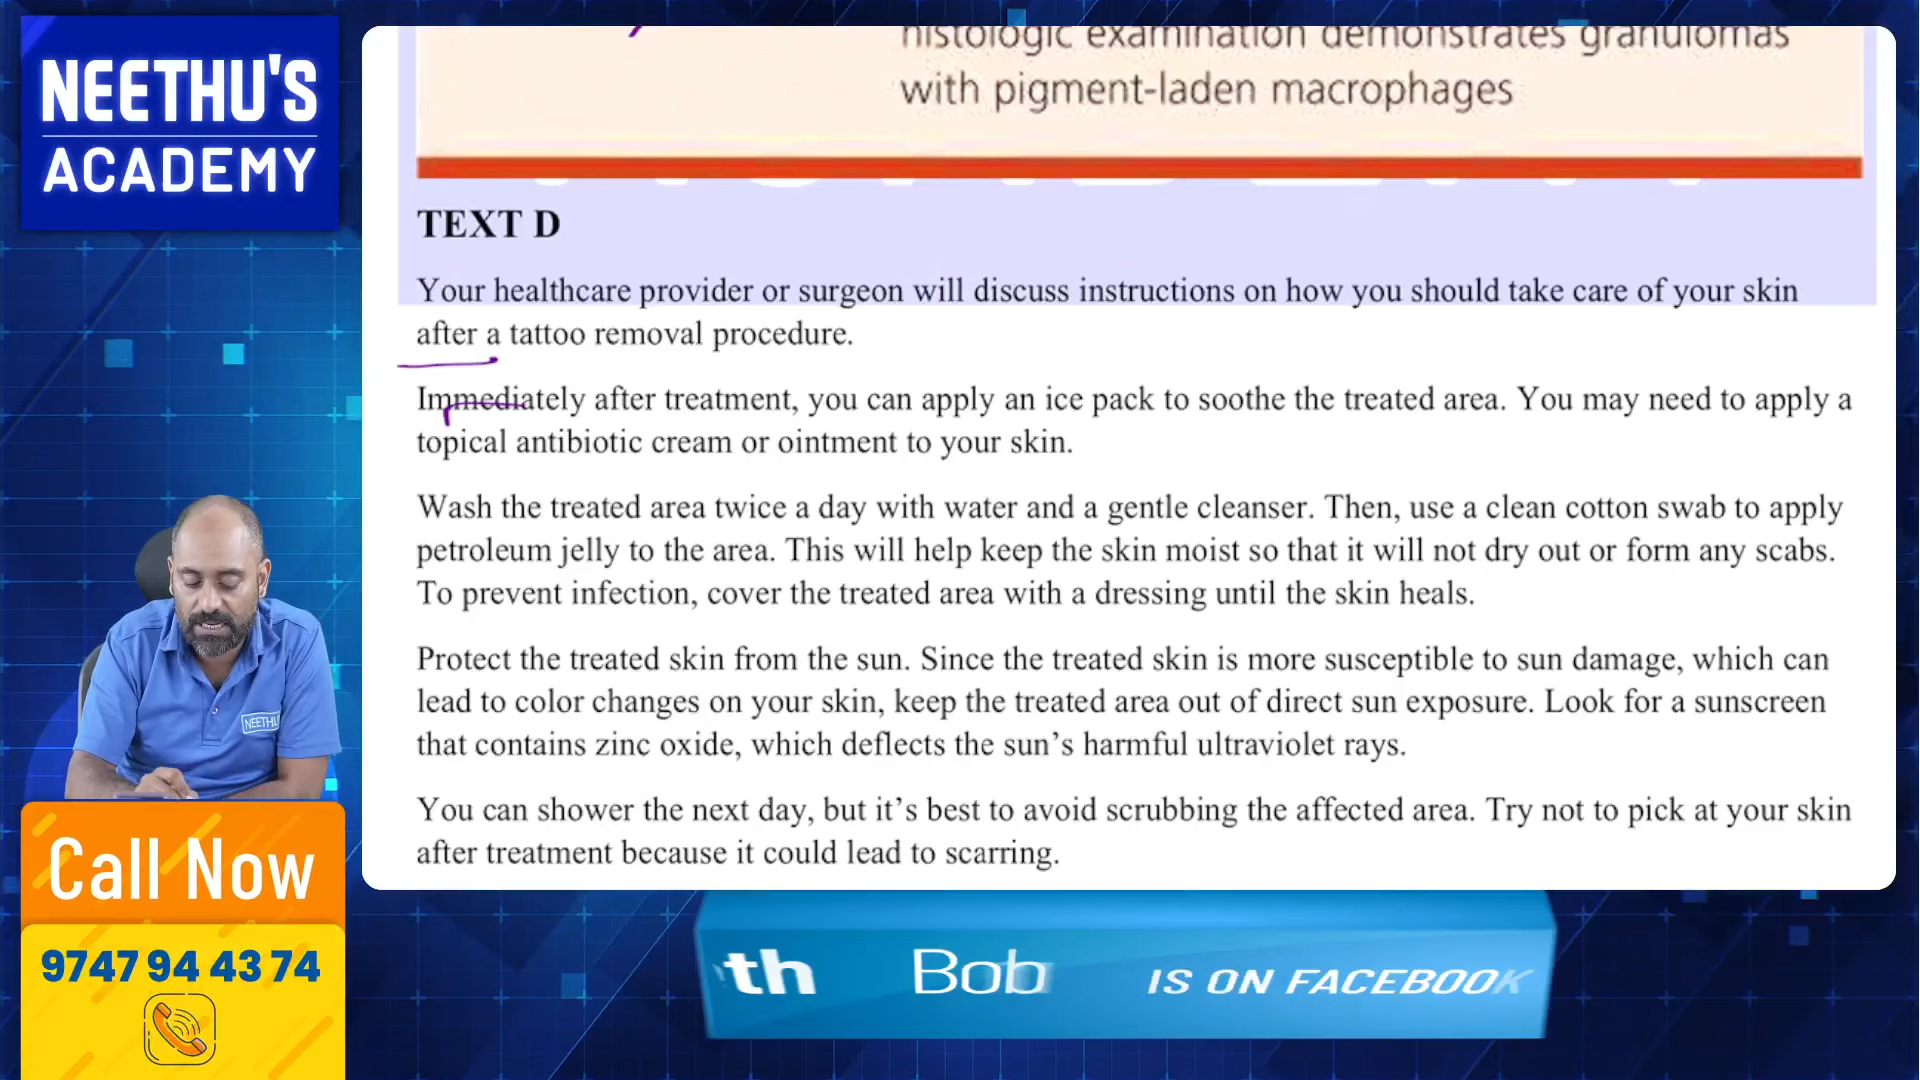 NEETHU'S
ACADEMY
histologic examination demonstrates granulomas
with pigment-laden macrophages
TEXT D
Your healthcare provider or surgeon will discuss instructions on how you should take care of your skin
after a tattoo removal procedure.
Immediately after treatment, you can apply an ice pack to soothe the treated area. You may need to apply a
topical antibiotic cream or ointment to your skin.
Wash the treated area twice a day with water and a gentle cleanser. Then, use a clean cotton swab to apply
petroleum jelly to the area. This will help keep the skin moist so that it will not dry out or form any scabs.
To prevent infection, cover the treated area with a dressing until the skin heals.
Protect the treated skin from the sun. Since the treated skin is more susceptible to sun damage, which can
lead to color changes on your skin, keep the treated area out of direct sun exposure. Look for a sunscreen
that contains zinc oxide, which deflects the sun's harmful ultraviolet rays.
You can shower the next day, but it's best to avoid scrubbing the affected area. Try not to pick at your skin
after treatment because it could lead to scarring.
NEETHU
Call Now
9747 94 43 74
th Bob IS ON FACEBOOK